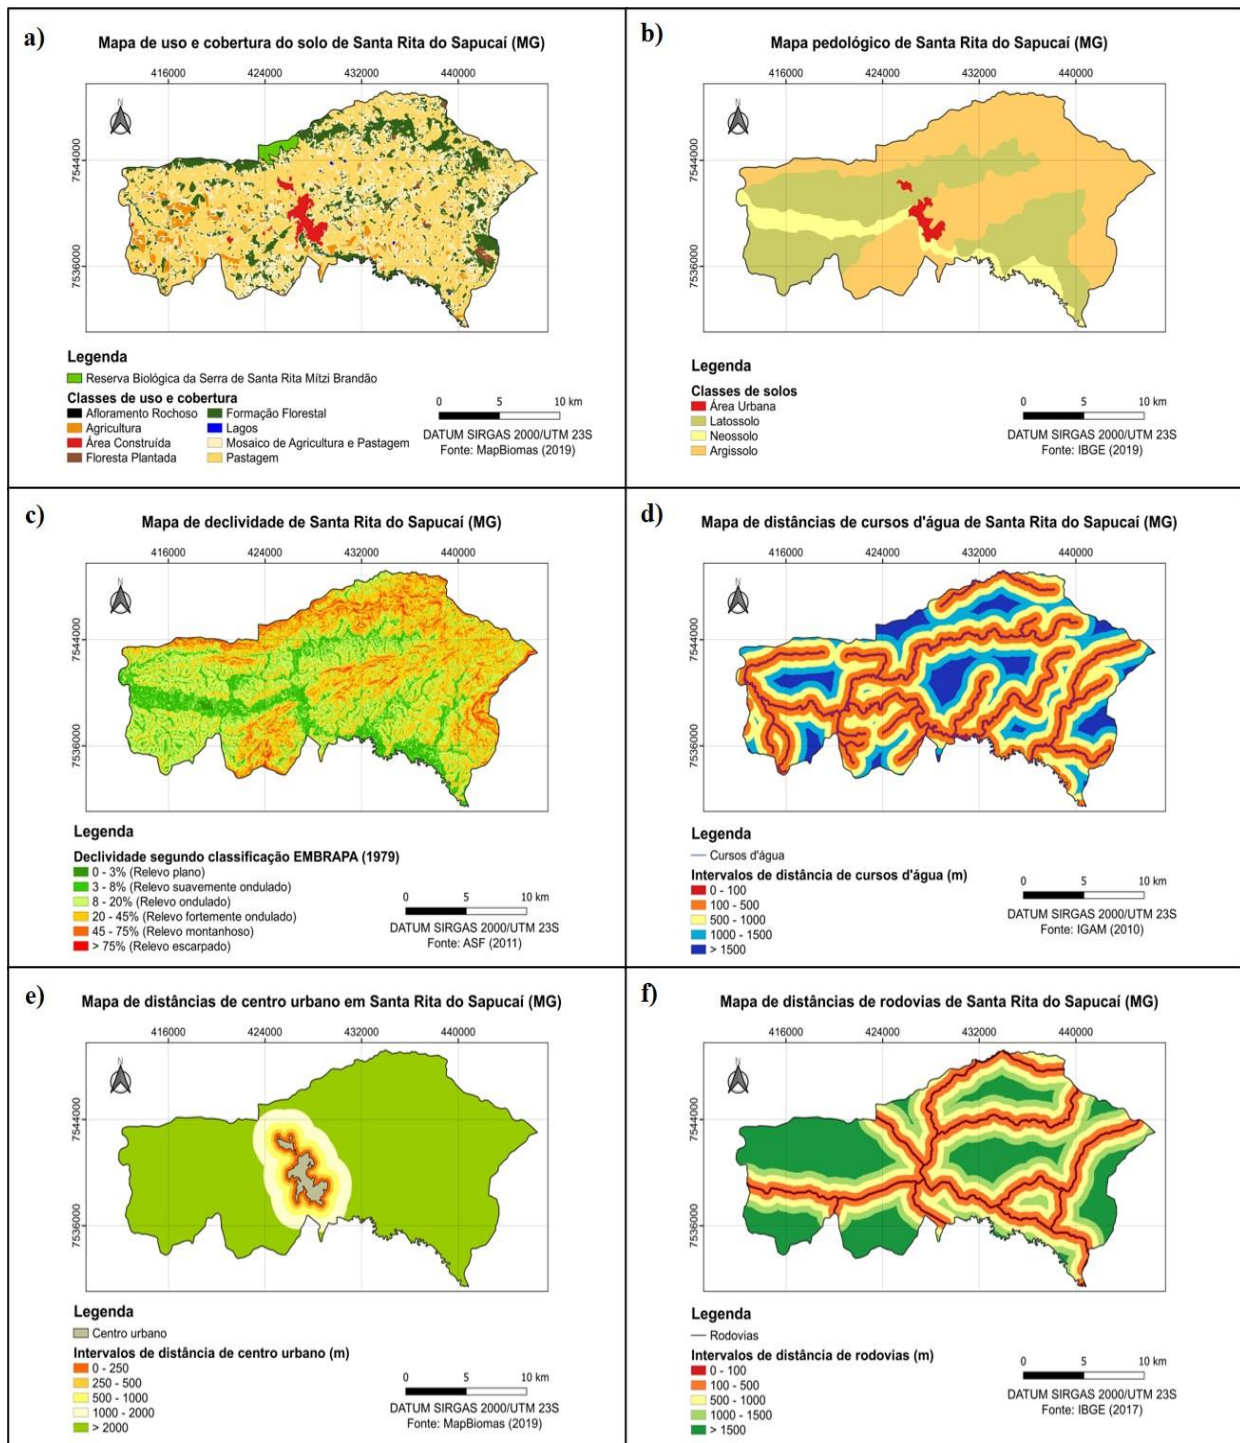 a)
Mapa de uso e cobertura do solo de Santa Rita do Sapucaí (MG)
416000 424000 432000 440000
N
7544000
7536000
Legenda
Reserva Biológica da Serra de Santa Rita Mítzi Brandão
Classes de uso e cobertura
Afloramento Rochoso
Agricultura
Área Construída
Floresta Plantada
Formação Florestal
Lagos
Mosaico de Agricultura e Pastagem
Pastagem
0 5 10 km
DATUM SIRGAS 2000/UTM 23S
Fonte: MapBiomas (2019)
b)
Mapa pedológico de Santa Rita do Sapucaí (MG)
416000 424000 432000 440000
N
7544000
7536000
Legenda
Classes de solos
Área Urbana
Latossolo
Neossolo
Argissolo
0 5 10 km
DATUM SIRGAS 2000/UTM 23S
Fonte: IBGE (2019)
c)
Mapa de declividade de Santa Rita do Sapucaí (MG)
416000 424000 432000 440000
N
7544000
7536000
Legenda
Declividade segundo classificação EMBRAPA (1979)
0 - 3% (Relevo plano)
3 - 8% (Relevo suavemente ondulado)
8 - 20% (Relevo ondulado)
20 - 45% (Relevo fortemente ondulado)
45 - 75% (Relevo montanhoso)
> 75% (Relevo escarpado)
0 5 10 km
DATUM SIRGAS 2000/UTM 23S
Fonte: ASF (2011)
d)
Mapa de distâncias de cursos d'água de Santa Rita do Sapucaí (MG)
416000 424000 432000 440000
N
7544000
7536000
Legenda
Cursos d'água
Intervalos de distância de cursos d'água (m)
0 - 100
100 - 500
500 - 1000
1000 - 1500
> 1500
0 5 10 km
DATUM SIRGAS 2000/UTM 23S
Fonte: IGAM (2010)
e)
Mapa de distâncias de centro urbano em Santa Rita do Sapucaí (MG)
416000 424000 432000 440000
N
7544000
7536000
Legenda
Centro urbano
Intervalos de distância de centro urbano (m)
0 - 250
250 - 500
500 - 1000
1000 - 2000
> 2000
0 5 10 km
DATUM SIRGAS 2000/UTM 23S
Fonte: MapBiomas (2019)
f)
Mapa de distâncias de rodovias de Santa Rita do Sapucaí (MG)
416000 424000 432000 440000
N
7544000
7536000
Legenda
Rodovias
Intervalos de distância de rodovias (m)
0 - 100
100 - 500
500 - 1000
1000 - 1500
> 1500
0 5 10 km
DATUM SIRGAS 2000/UTM 23S
Fonte: IBGE (2017)